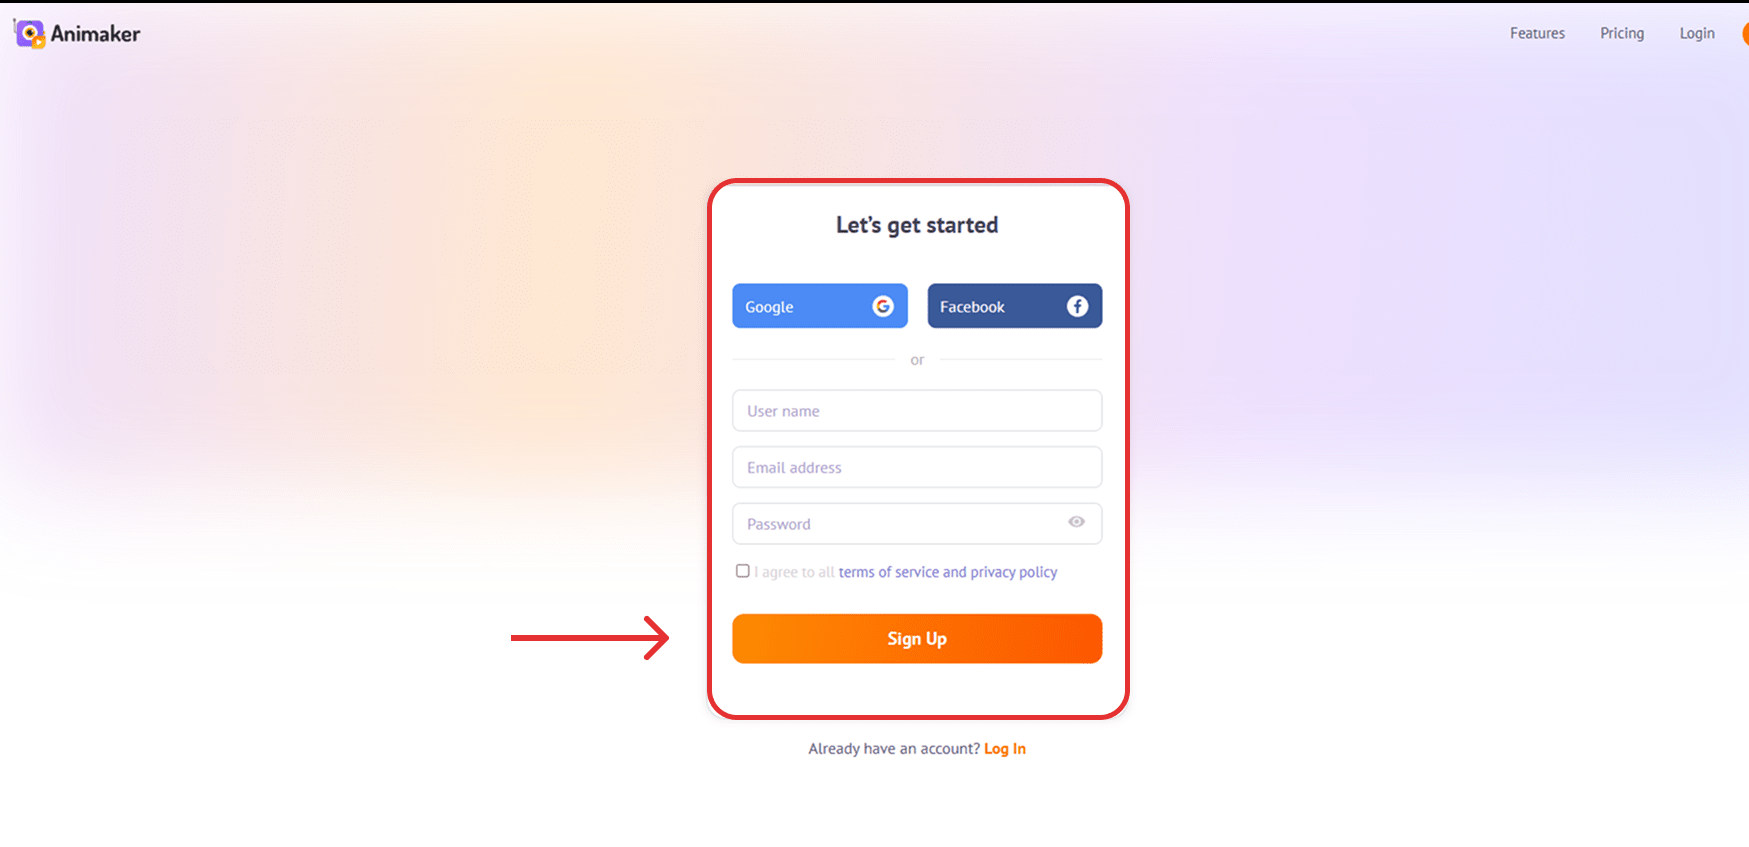 Animaker
Features Pricing Login
Let's get started
Google Facebook
or
User name
Email address
Password
I agree to all terms of service and privacy policy
Sign Up
Already have an account? Log In